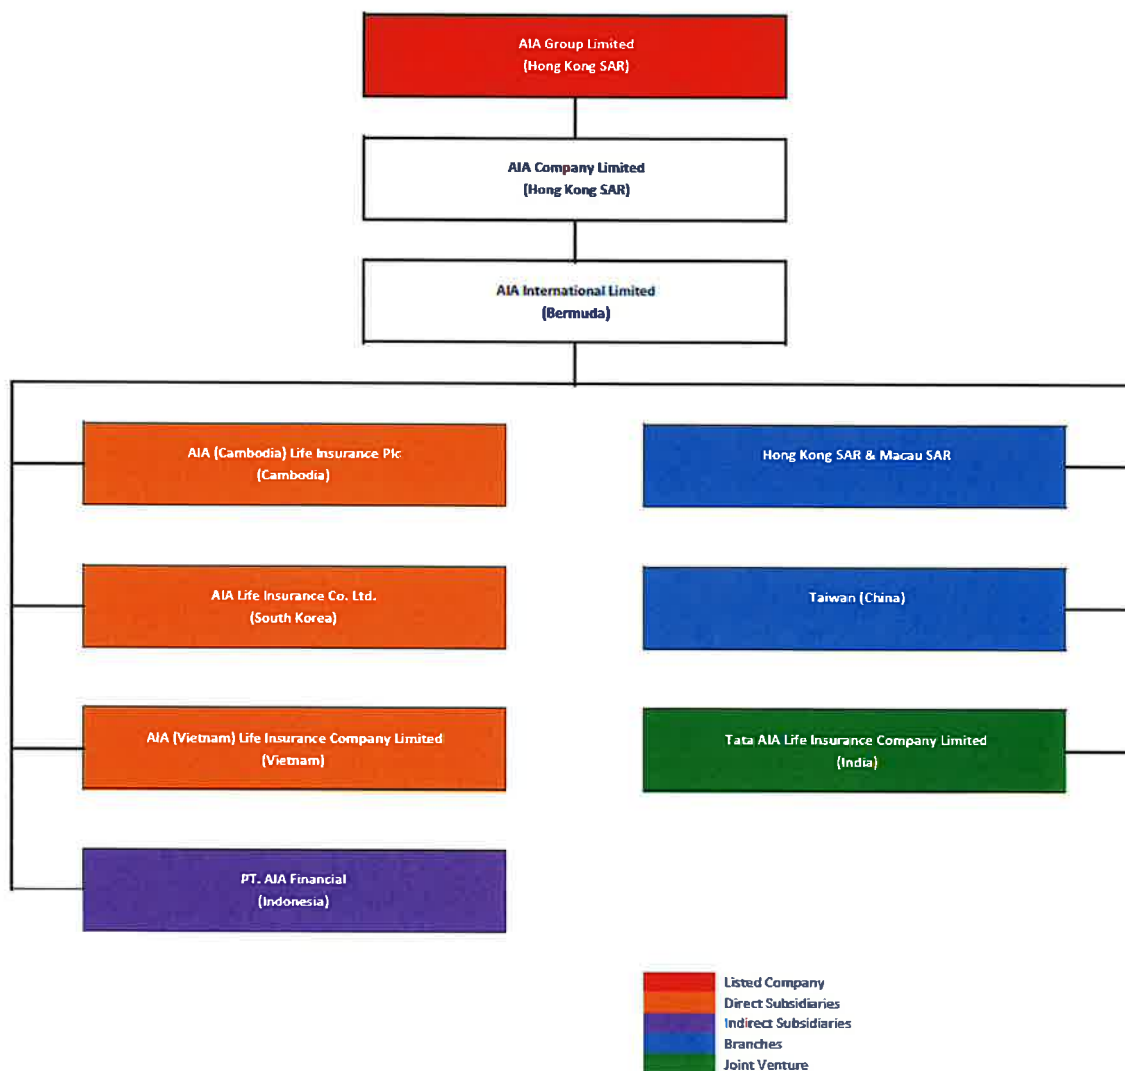 AIA Group Limited
(Hong Kong SAR)
AIA Company Limited
(Hong Kong SAR)
AIA International Limited
(Bermuda)
AIA (Cambodia) Life Insurance Plc
(Cambodia)
Hong Kong SAR & Macau SAR
AIA Life Insurance Co. Ltd.
(South Korea)
Taiwan (China)
AIA (Vietnam) Life Insurance Company Limited
(Vietnam)
Tata AIA Life Insurance Company Limited
(India)
PT. AIA Financial
(Indonesia)
Listed Company
Direct Subsidiaries
Indirect Subsidiaries
Branches
Joint Venture